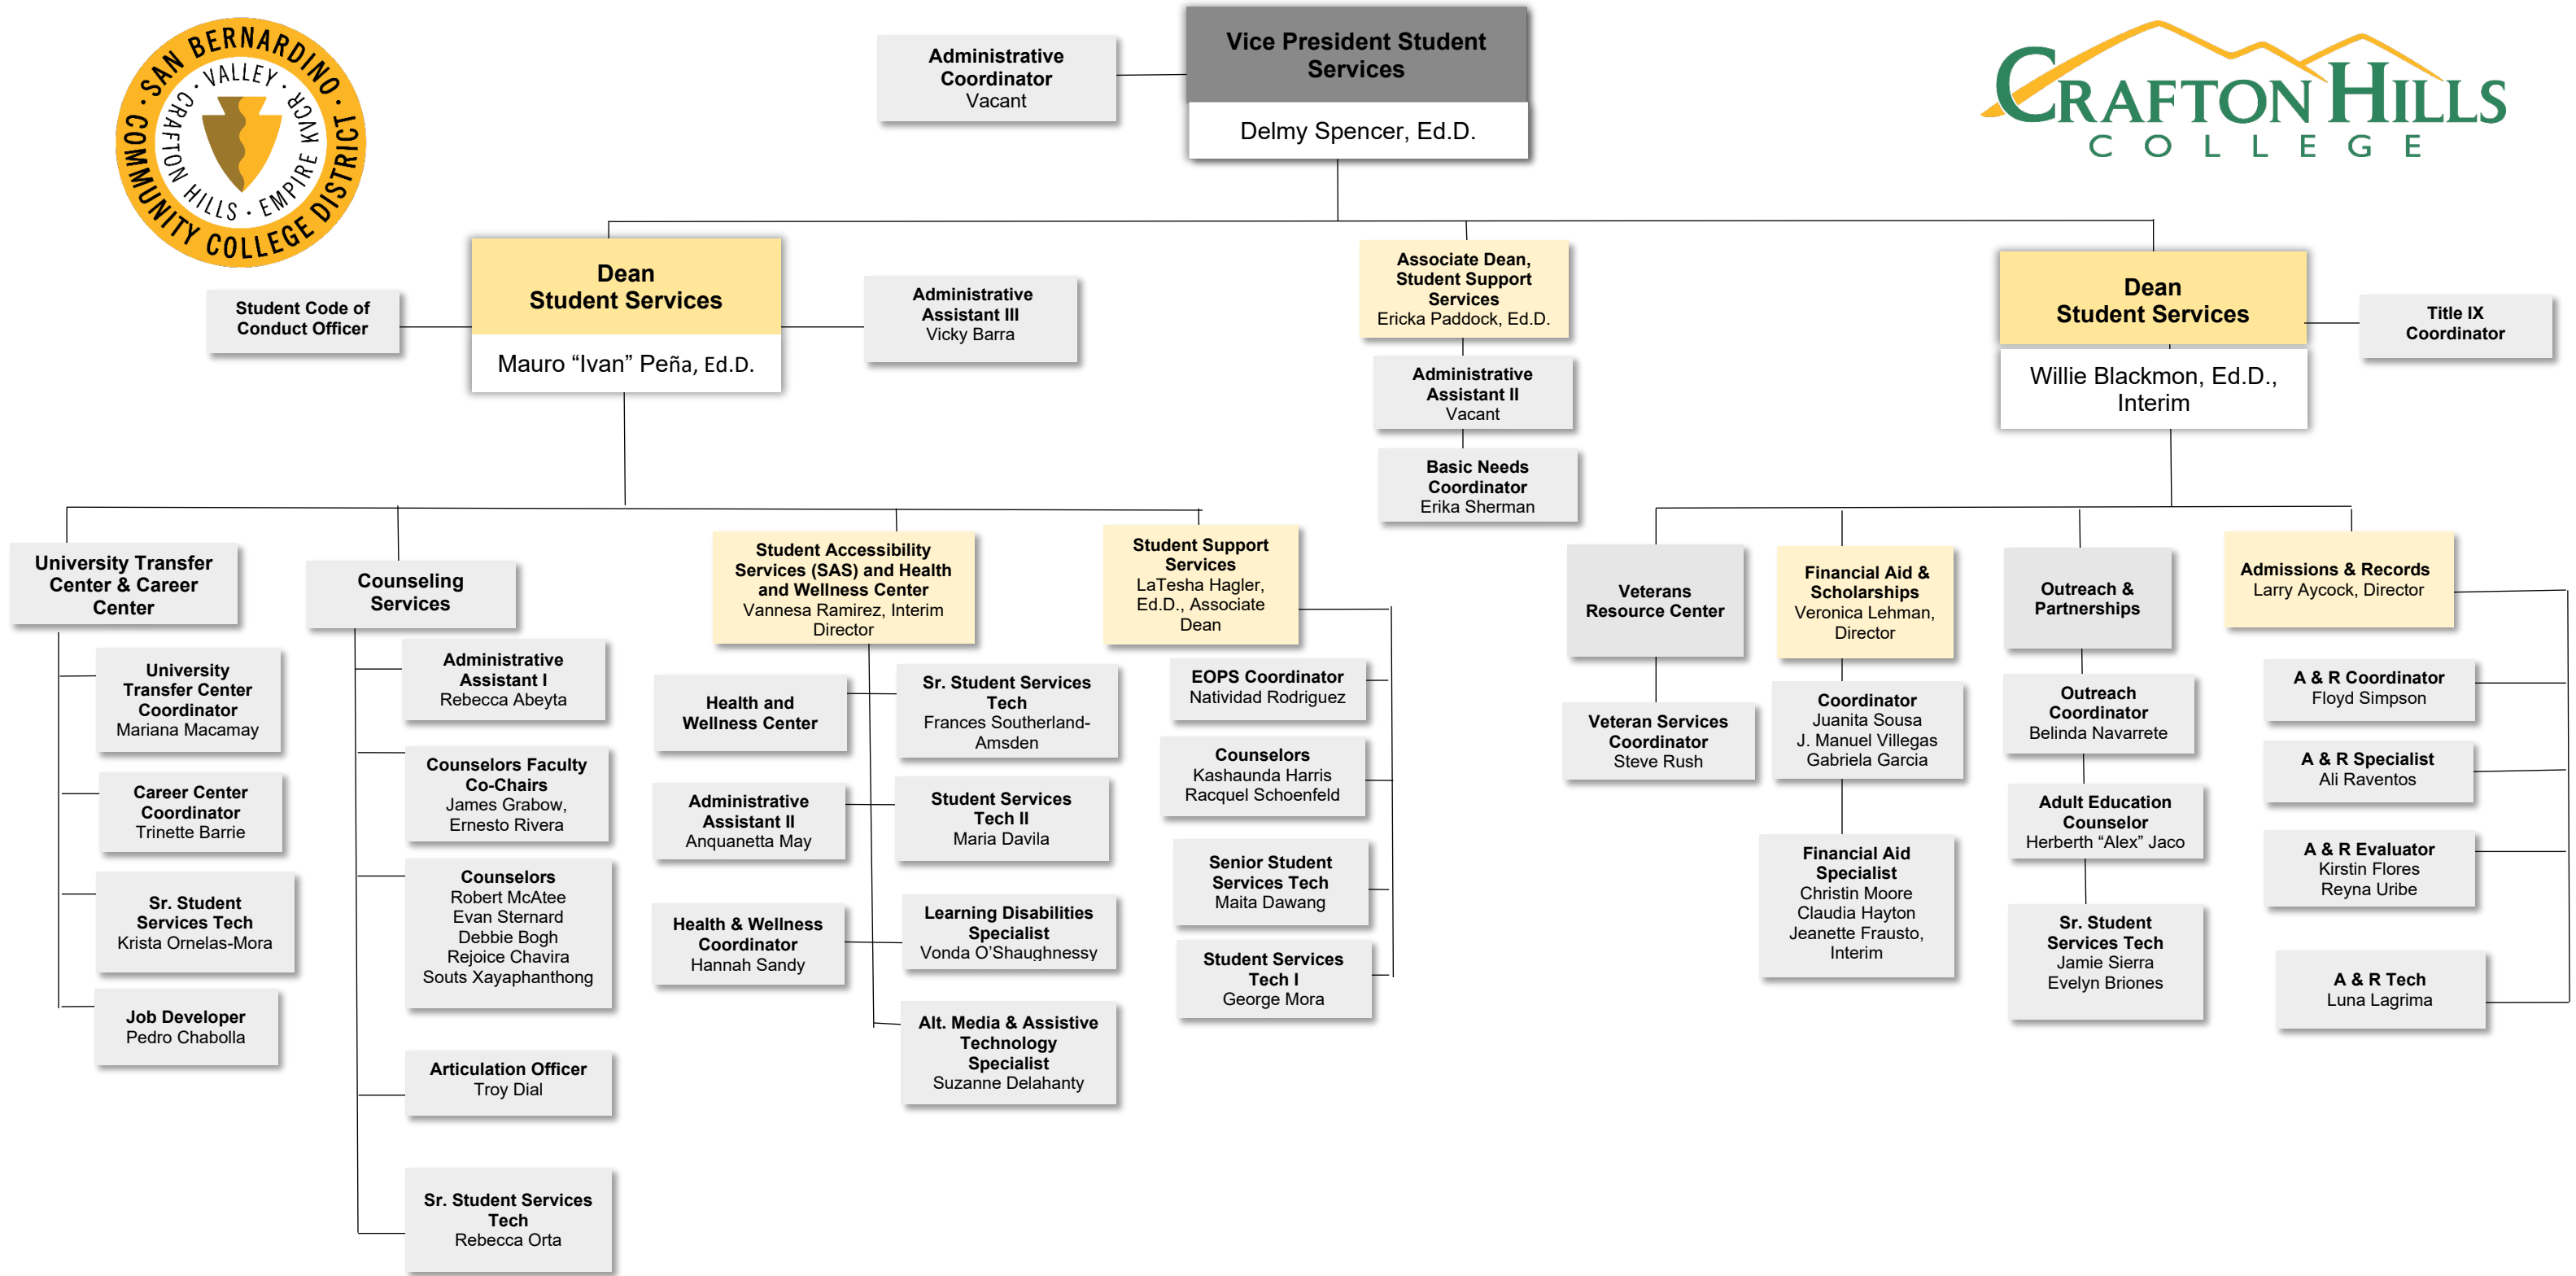 SAN BERNARDINO
COMMUNITY COLLEGE DISTRICT
VALLEY
CRAFTON HILLS
EMPIRE KVCR
Administrative
Coordinator
Vacant
Vice President Student
Services
Delmy Spencer, Ed.D.
CRAFTON HILLS
COLLEGE
Student Code of
Conduct Officer
Dean
Student Services
Mauro “Ivan” Peña, Ed.D.
Administrative
Assistant III
Vicky Barra
Associate Dean,
Student Support
Services
Ericka Paddock, Ed.D.
Administrative
Assistant II
Vacant
Basic Needs
Coordinator
Erika Sherman
Dean
Student Services
Willie Blackmon, Ed.D.,
Interim
Title IX
Coordinator
University Transfer
Center & Career
Center
University
Transfer Center
Coordinator
Mariana Macamay
Career Center
Coordinator
Trinette Barrie
Sr. Student
Services Tech
Krista Ornelas-Mora
Job Developer
Pedro Chabolla
Counseling
Services
Administrative
Assistant I
Rebecca Abeyta
Counselors Faculty
Co-Chairs
James Grabow,
Ernesto Rivera
Counselors
Robert McAtee
Evan Sternard
Debbie Bogh
Rejoice Chavira
Souts Xayaphanthong
Articulation Officer
Troy Dial
Sr. Student Services
Tech
Rebecca Orta
Student Accessibility
Services (SAS) and Health
and Wellness Center
Vannesa Ramirez, Interim
Director
Health and
Wellness Center
Administrative
Assistant II
Anquanetta May
Health & Wellness
Coordinator
Hannah Sandy
Sr. Student Services
Tech
Frances Southerland-
Amsden
Student Services
Tech II
Maria Davila
Learning Disabilities
Specialist
Vonda O’Shaughnessy
Alt. Media & Assistive
Technology
Specialist
Suzanne Delahanty
Student Support
Services
LaTesha Hagler,
Ed.D., Associate
Dean
EOPS Coordinator
Natividad Rodriguez
Counselors
Kashaunda Harris
Racquel Schoenfeld
Senior Student
Services Tech
Maita Dawang
Student Services
Tech I
George Mora
Veterans
Resource Center
Veteran Services
Coordinator
Steve Rush
Financial Aid &
Scholarships
Veronica Lehman,
Director
Coordinator
Juanita Sousa
J. Manuel Villegas
Gabriela Garcia
Financial Aid
Specialist
Christin Moore
Claudia Hayton
Jeanette Frausto,
Interim
Outreach &
Partnerships
Outreach
Coordinator
Belinda Navarrete
Adult Education
Counselor
Herberth “Alex” Jaco
Sr. Student
Services Tech
Jamie Sierra
Evelyn Briones
Admissions & Records
Larry Aycock, Director
A & R Coordinator
Floyd Simpson
A & R Specialist
Ali Raventos
A & R Evaluator
Kirstin Flores
Reyna Uribe
A & R Tech
Luna Lagrima